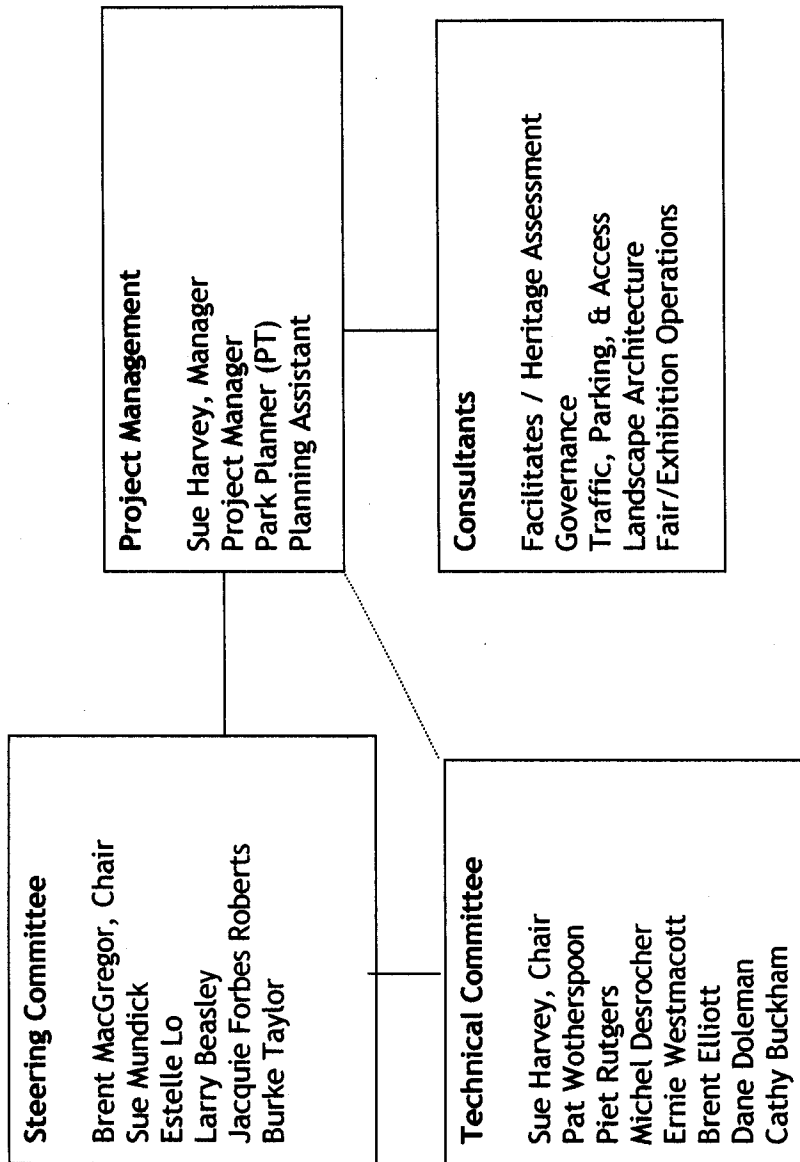 Steering Committee
Brent MacGregor, Chair
Sue Mundick
Estelle Lo
Larry Beasley
Jacquie Forbes Roberts
Burke Taylor
Project Management
Sue Harvey, Manager
Project Manager
Park Planner (PT)
Planning Assistant
Technical Committee
Sue Harvey, Chair
Pat Wotherspoon
Piet Rutgers
Michel Desrocher
Ernie Westmacott
Brent Elliott
Dane Doleman
Cathy Buckham
Consultants
Facilitates / Heritage Assessment
Governance
Traffic, Parking, & Access
Landscape Architecture
Fair/Exhibition Operations